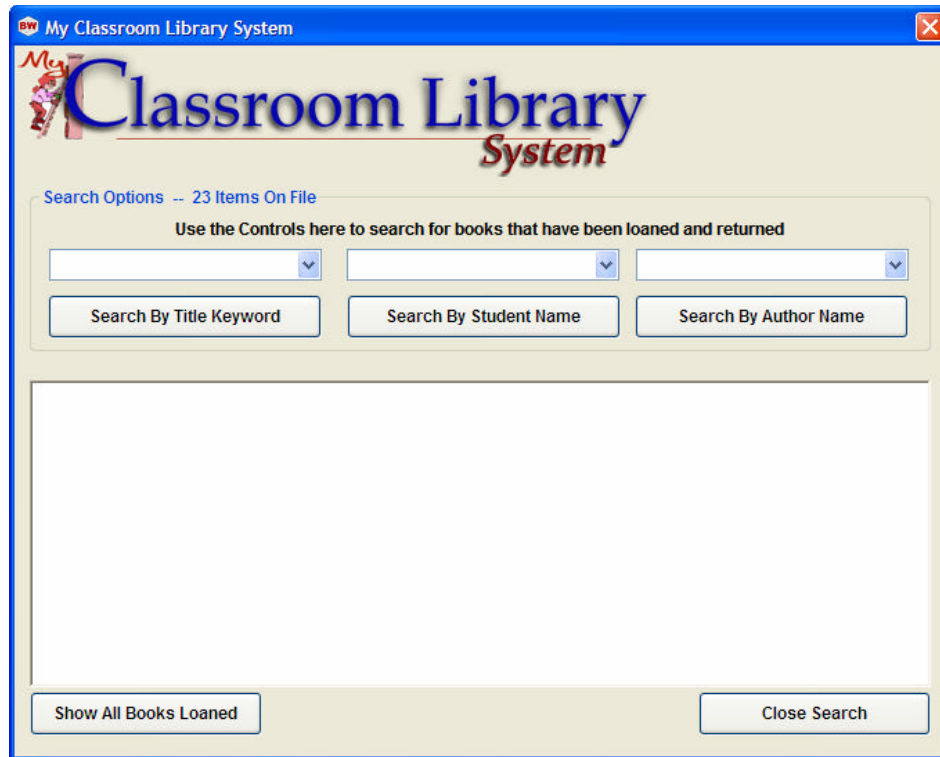 BW My Classroom Library System
My
Classroom Library
System
Search Options -- 23 Items On File
Use the Controls here to search for books that have been loaned and returned
Search By Title Keyword Search By Student Name Search By Author Name
Show All Books Loaned Close Search